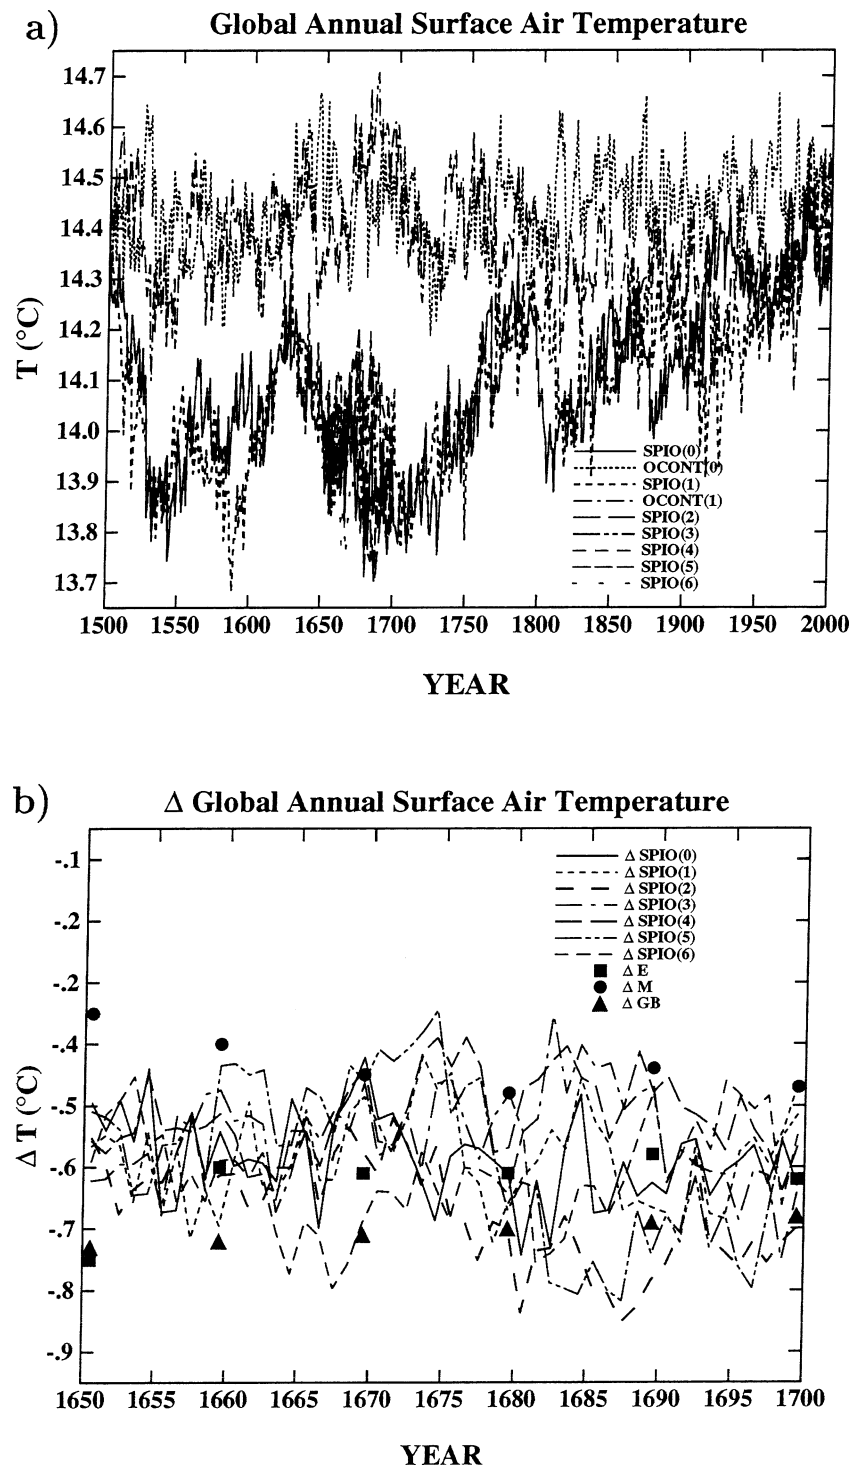 a) Global Annual Surface Air Temperature
14.7
14.6
14.5
14.4
14.3
14.2
14.1
14.0
13.9
13.8
13.7
T (°C)
SPIO(0)
OCONT(0)
SPIO(1)
OCONT(1)
SPIO(2)
SPIO(3)
SPIO(4)
SPIO(5)
SPIO(6)
1500 1550 1600 1650 1700 1750 1800 1850 1900 1950 2000
YEAR
b) Δ Global Annual Surface Air Temperature
-.1
-.2
-.3
-.4
-.5
-.6
-.7
-.8
-.9
Δ T (°C)
Δ SPIO(0)
Δ SPIO(1)
Δ SPIO(2)
Δ SPIO(3)
Δ SPIO(4)
Δ SPIO(5)
Δ SPIO(6)
Δ E
Δ M
Δ GB
1650 1655 1660 1665 1670 1675 1680 1685 1690 1695 1700
YEAR